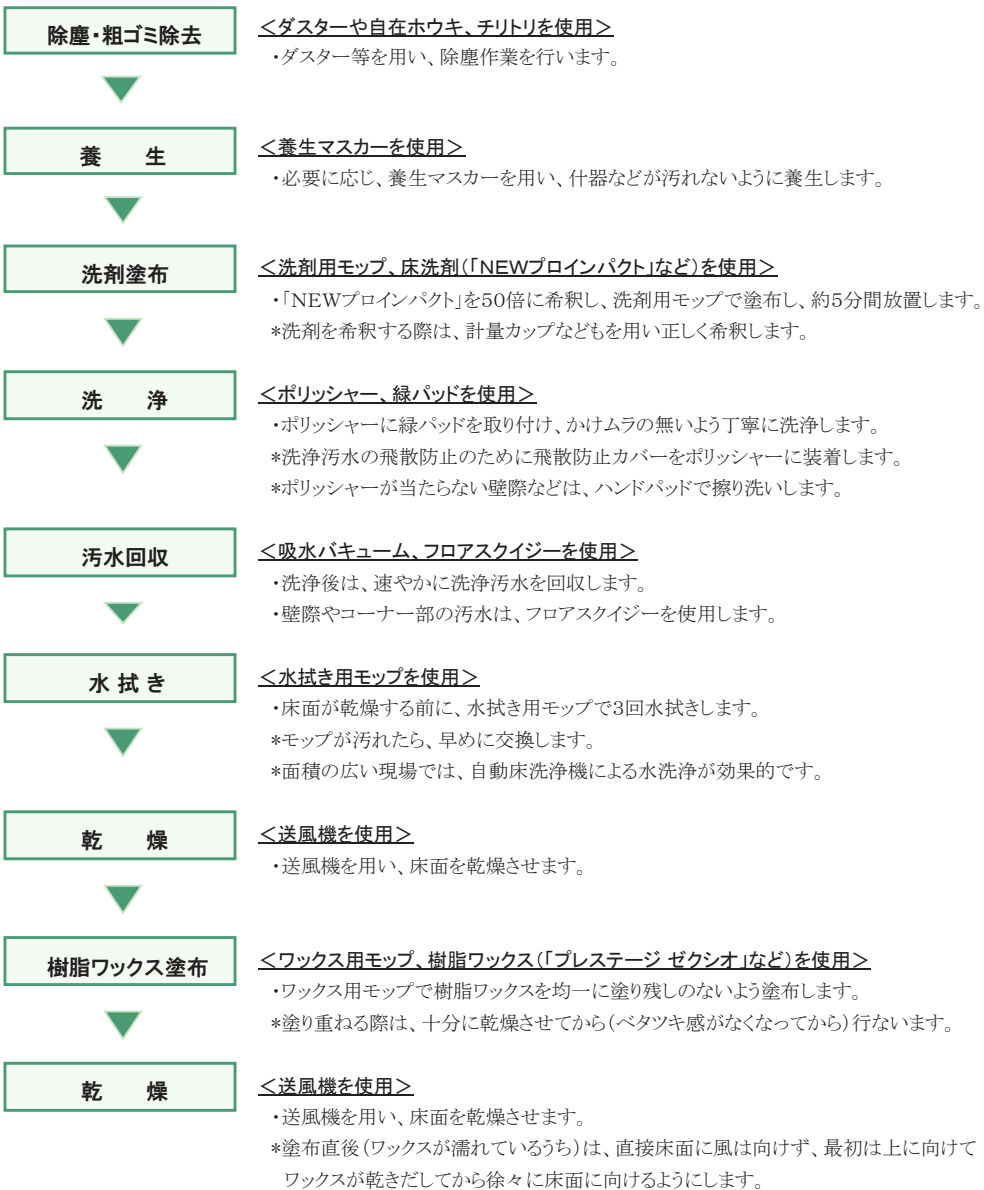 除塵・粗ゴミ除去
＜ダスターや自在ホウキ、チリトリを使用＞
・ダスター等を用い、除塵作業を行います。
養　生
＜養生マスカーを使用＞
・必要に応じ、養生マスカーを用い、什器などが汚れないように養生します。
洗剤塗布
＜洗剤用モップ、床洗剤（「NEWプロインパクト」など）を使用＞
・「NEWプロインパクト」を50倍に希釈し、洗剤用モップで塗布し、約5分間放置します。
*洗剤を希釈する際は、計量カップなどもを用い正しく希釈します。
洗　浄
＜ポリッシャー、緑パッドを使用＞
・ポリッシャーに緑パッドを取り付け、かけムラの無いよう丁寧に洗浄します。
*洗浄汚水の飛散防止のために飛散防止カバーをポリッシャーに装着します。
*ポリッシャーが当たらない壁際などは、ハンドパッドで擦り洗いします。
汚水回収
＜吸水バキューム、フロアスクイジーを使用＞
・洗浄後は、速やかに洗浄汚水を回収します。
・壁際やコーナー部の汚水は、フロアスクイジーを使用します。
水 拭 き
＜水拭き用モップを使用＞
・床面が乾燥する前に、水拭き用モップで3回水拭きします。
*モップが汚れたら、早めに交換します。
*面積の広い現場では、自動床洗浄機による水洗浄が効果的です。
乾　燥
＜送風機を使用＞
・送風機を用い、床面を乾燥させます。
樹脂ワックス塗布
＜ワックス用モップ、樹脂ワックス（「プレステージ ゼクシオ」など）を使用＞
・ワックス用モップで樹脂ワックスを均一に塗り残しのないよう塗布します。
*塗り重ねる際は、十分に乾燥させてから（ベタツキ感がなくなってから）行ないます。
乾　燥
＜送風機を使用＞
・送風機を用い、床面を乾燥させます。
*塗布直後（ワックスが濡れているうち）は、直接床面に風は向けず、最初は上に向けて
ワックスが乾きだしてから徐々に床面に向けるようにします。